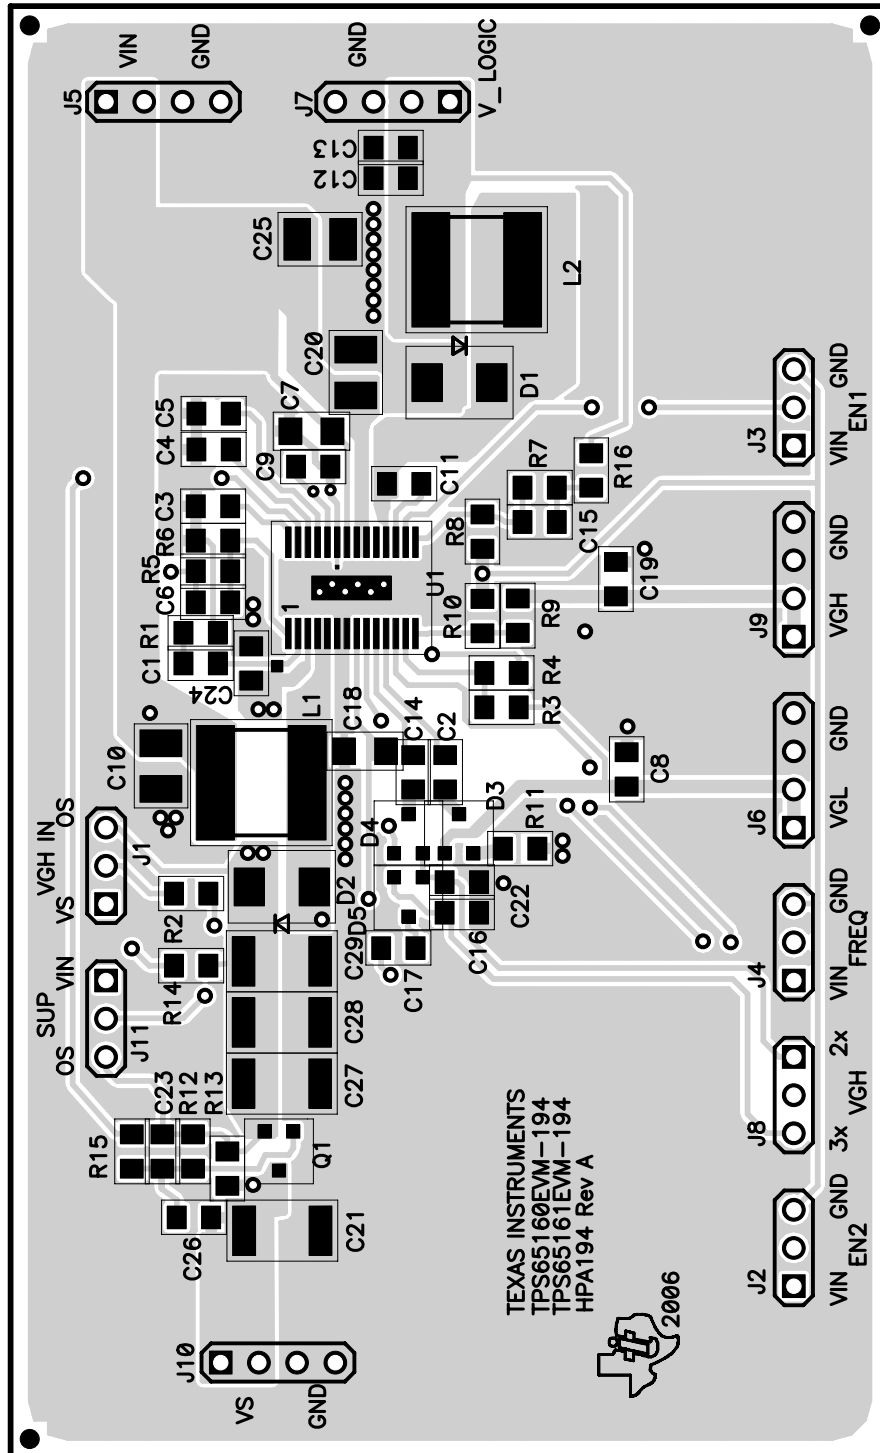 J5
VIN
GND
J7
GND
V_LOGIC
C13
C12
C25
L2
C20
D1
C5
C4
C7
C9
C11
R7
R16
J3
VIN
EN1
GND
C3
R6
R5
C6
R8
C15
C19
U1
1
R10
R9
J9
VGH
GND
R1
C1
C24
R4
R3
L1
C18
C14
C2
C8
C10
J6
VGL
GND
D4
D3
R11
J1
VS
VGH IN
OS
R2
D2
D5
C22
C16
C17
C29
R14
J4
VIN
FREQ
GND
J11
OS
SUP
VIN
C28
C27
J8
3x
VGH
2x
R15
C23
R12
R13
Q1
C26
C21
TEXAS INSTRUMENTS
TPS65160EVM-194
TPS65161EVM-194
HPA194 Rev A
2006
J2
VIN
EN2
GND
J10
VS
GND